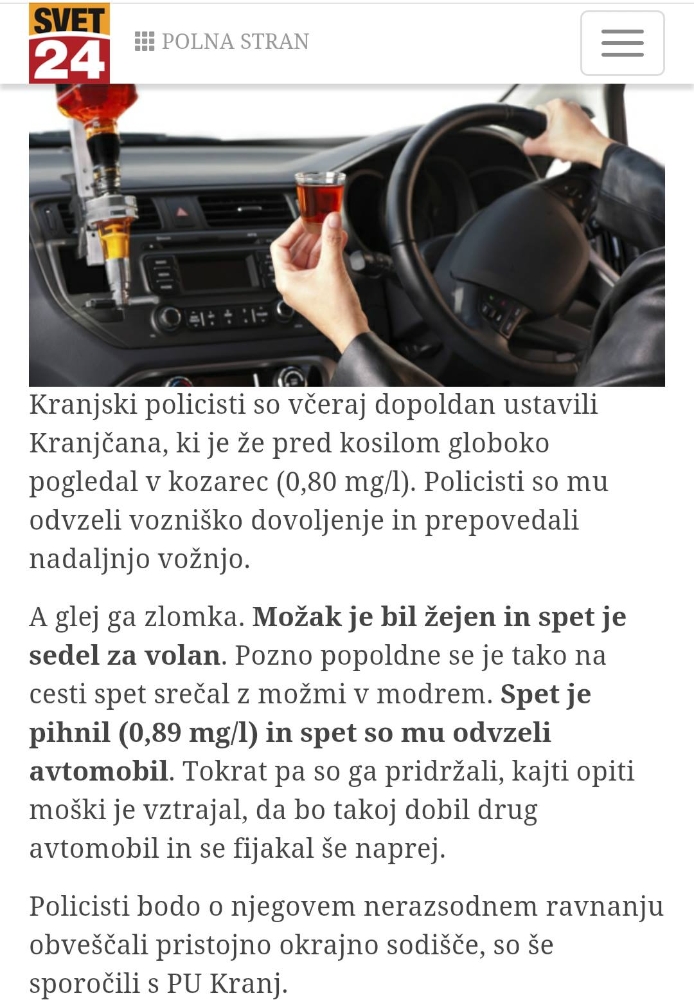 SVET
24
POLNA STRAN
Kranjski policisti so včeraj dopoldan ustavili
Kranjčana, ki je že pred kosilom globoko
pogledal v kozarec (0,80 mg/l). Policisti so mu
odvzeli vozniško dovoljenje in prepovedali
nadaljnjo vožnjo.
A glej ga zlomka. Možak je bil žejen in spet je
sedel za volan. Pozno popoldne se je tako na
cesti spet srečal z možmi v modrem. Spet je
pihnil (0,89 mg/l) in spet so mu odvzeli
avtomobil. Tokrat pa so ga pridržali, kajti opiti
moški je vztrajal, da bo takoj dobil drug
avtomobil in se fijakal še naprej.
Policisti bodo o njegovem nerazsodnem ravnanju
obveščali pristojno okrajno sodišče, so še
sporočili s PU Kranj.